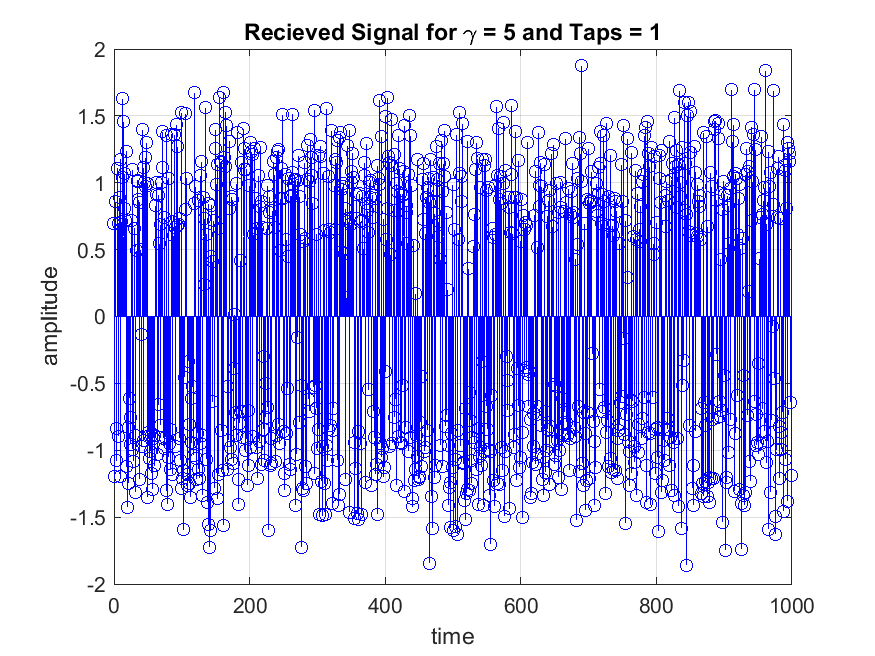 Recieved Signal for γ = 5 and Taps = 1
2
1.5
1
0.5
0
-0.5
-1
-1.5
-2
amplitude
0 200 400 600 800 1000
time